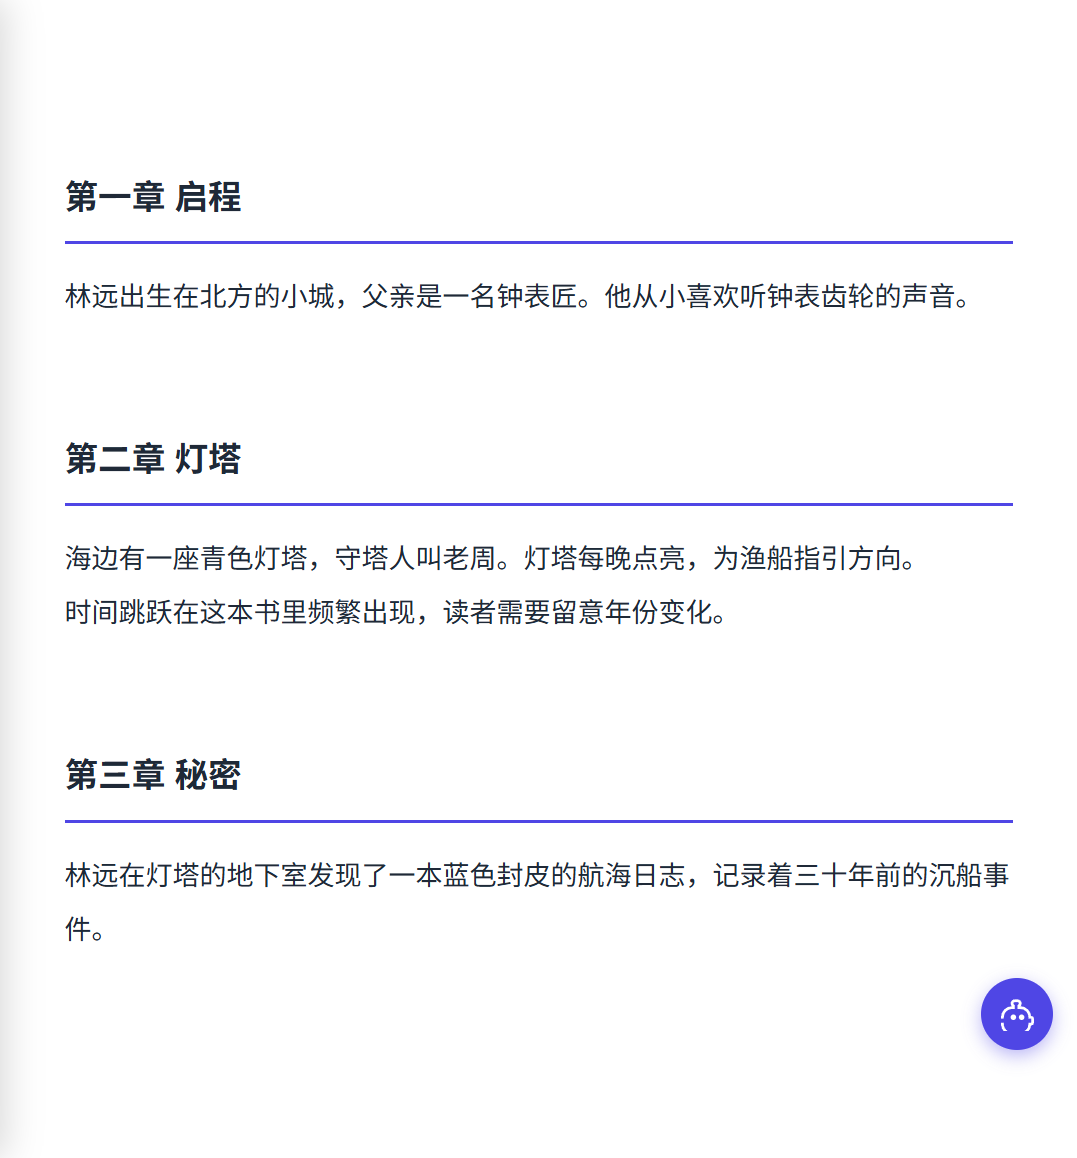 第一章 启程
林远出生在北方的小城，父亲是一名钟表匠。他从小喜欢听钟表齿轮的声音。
第二章 灯塔
海边有一座青色灯塔，守塔人叫老周。灯塔每晚点亮，为渔船指引方向。
时间跳跃在这本书里频繁出现，读者需要留意年份变化。
第三章 秘密
林远在灯塔的地下室发现了一本蓝色封皮的航海日志，记录着三十年前的沉船事
件。